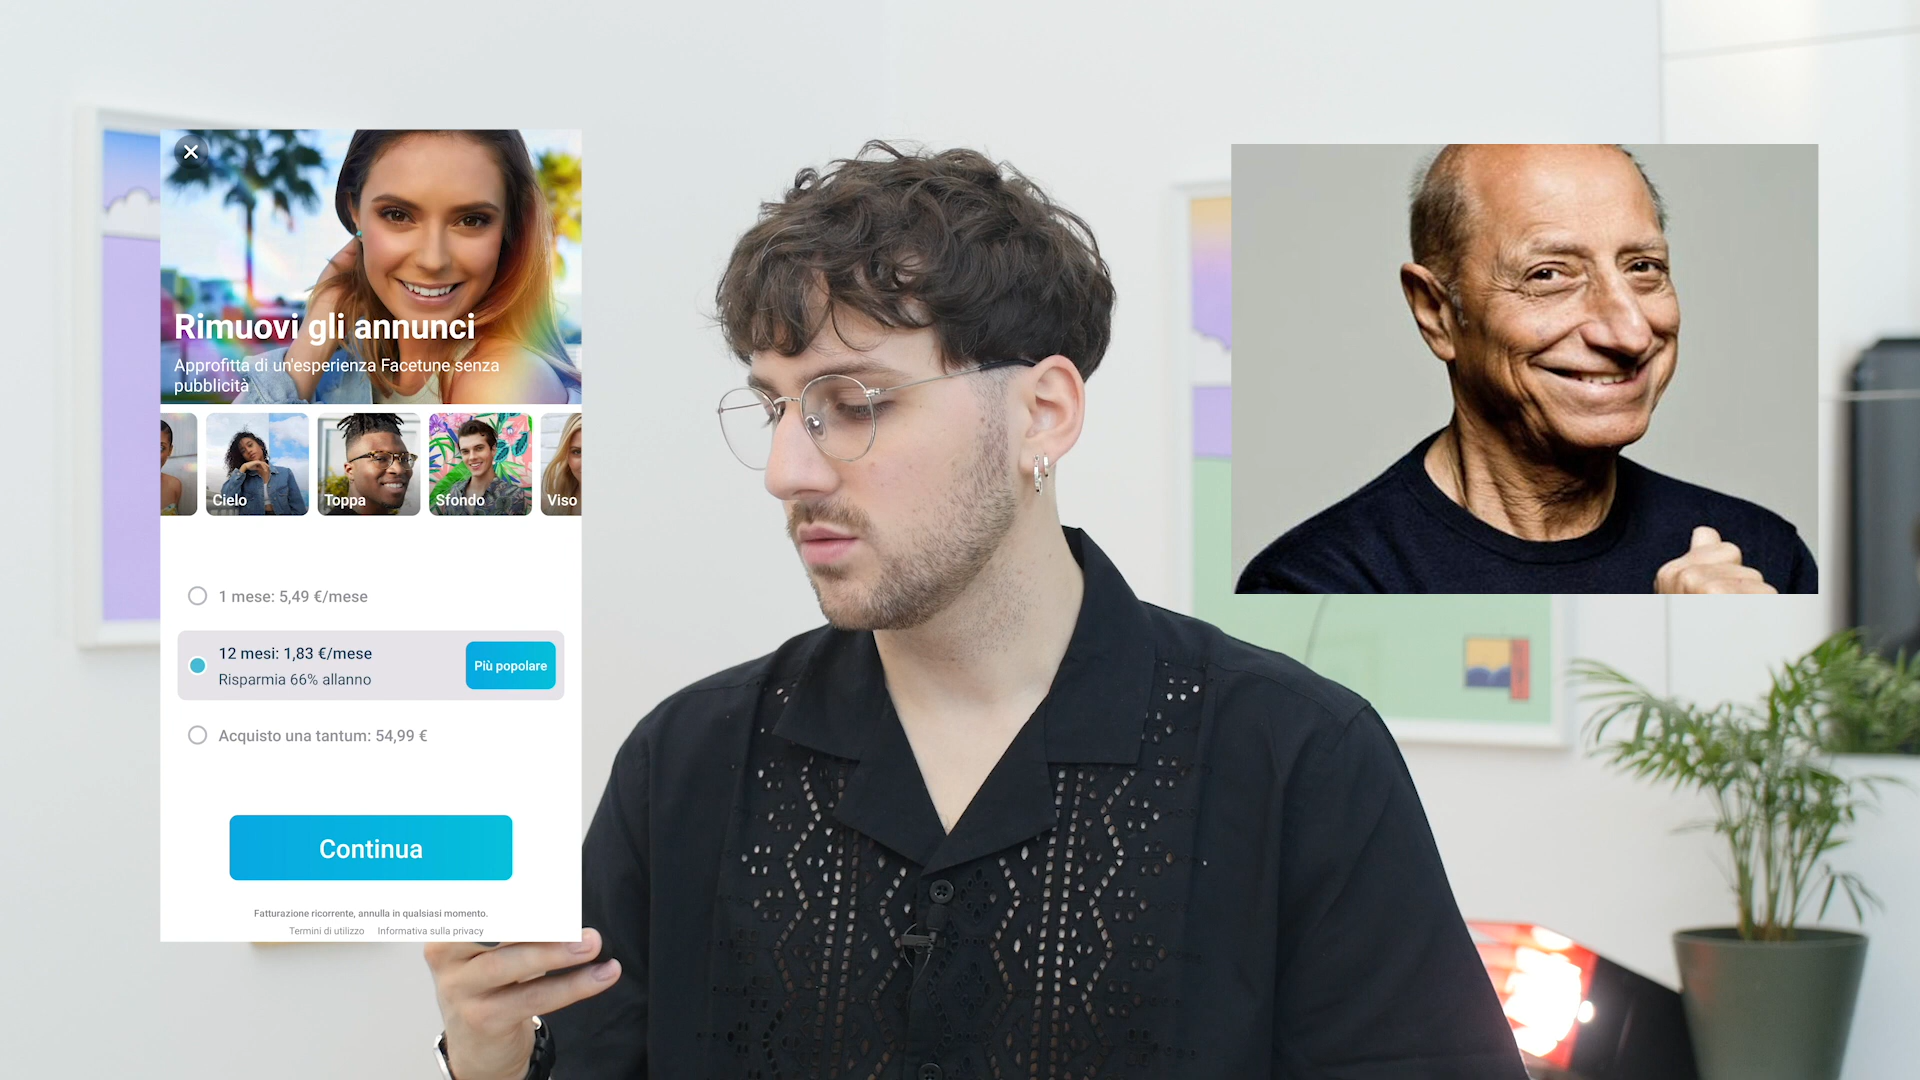 Rimuovi gli annunci
Approfitta di un'esperienza Facetune senza
pubblicità
Cielo
Toppa
Sfondo
Viso
1 mese: 5,49 €/mese
12 mesi: 1,83 €/mese
Risparmia 66% allanno
Più popolare
Acquisto una tantum: 54,99 €
Continua
Fatturazione ricorrente, annulla in qualsiasi momento.
Termini di utilizzo Informativa sulla privacy